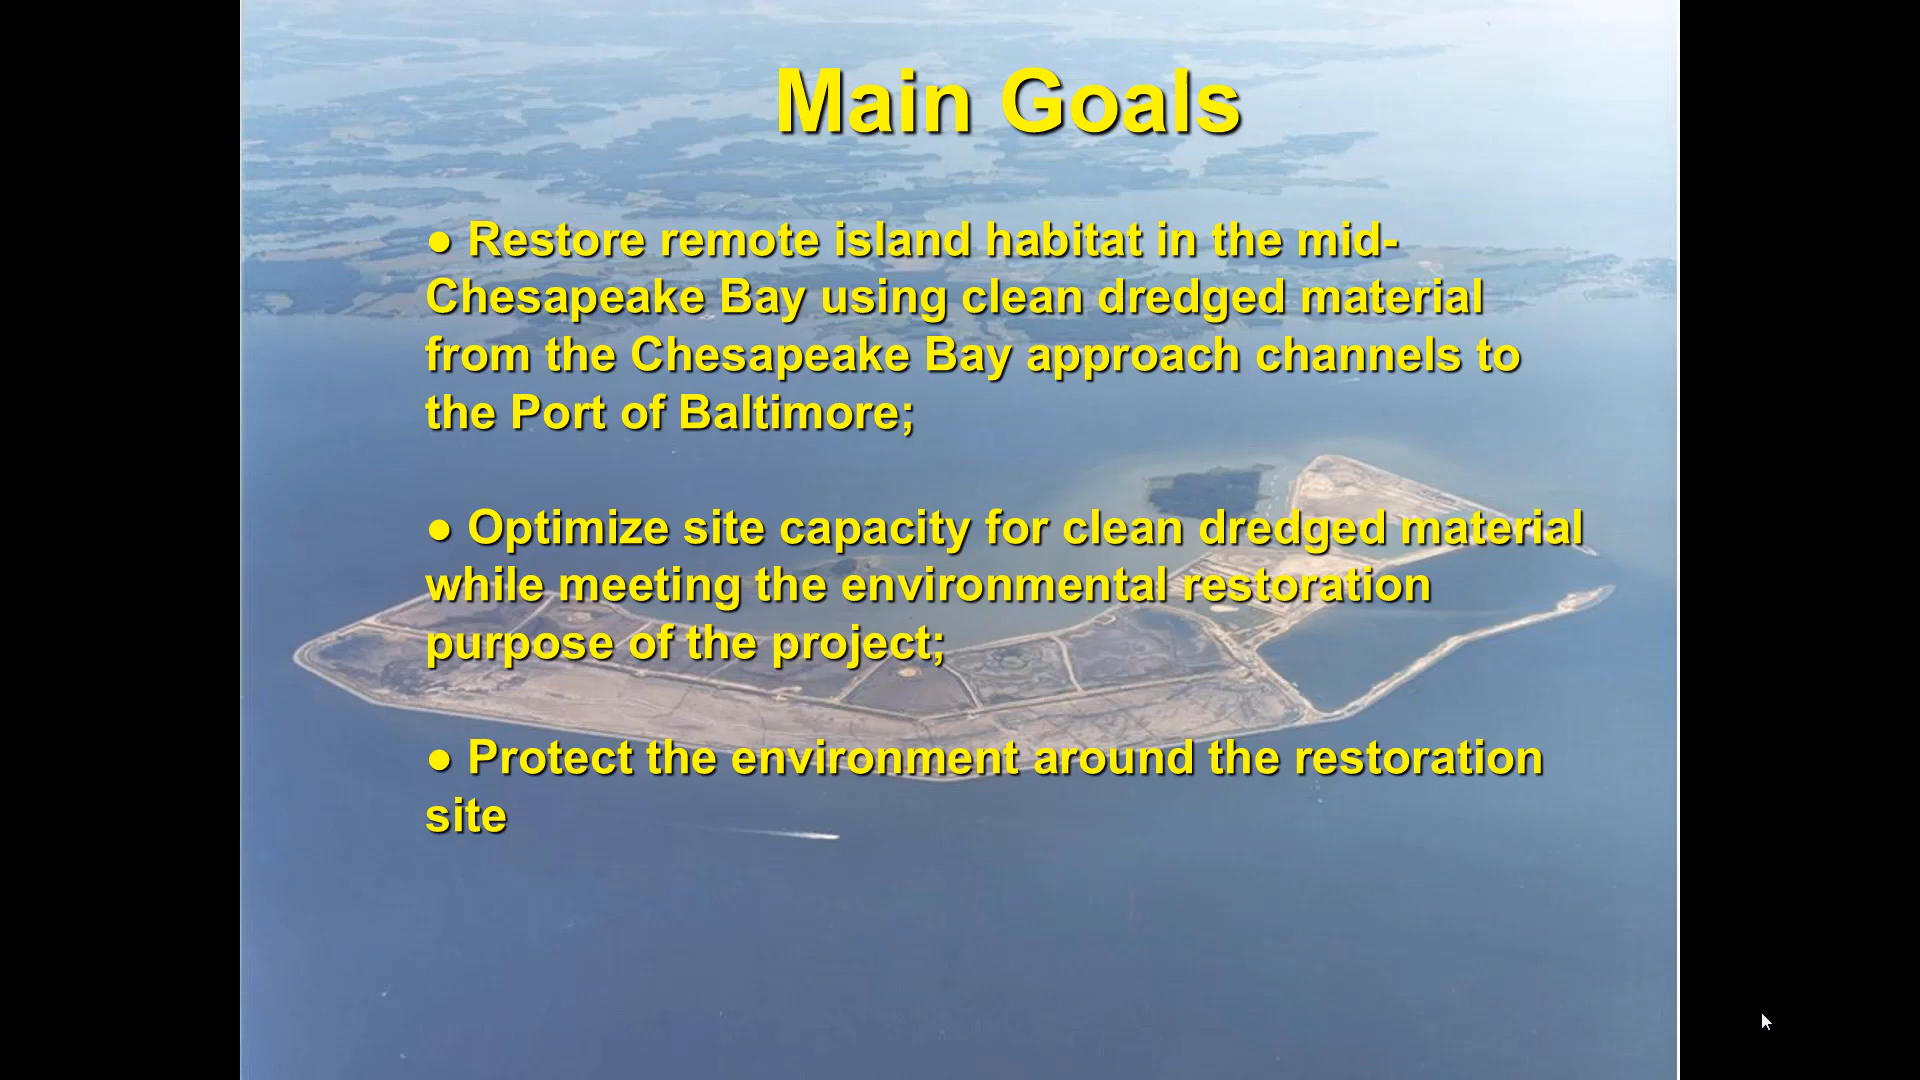 Main Goals
● Restore remote island habitat in the mid-
Chesapeake Bay using clean dredged material
from the Chesapeake Bay approach channels to
the Port of Baltimore;
● Optimize site capacity for clean dredged material
while meeting the environmental restoration
purpose of the project;
● Protect the environment around the restoration
site